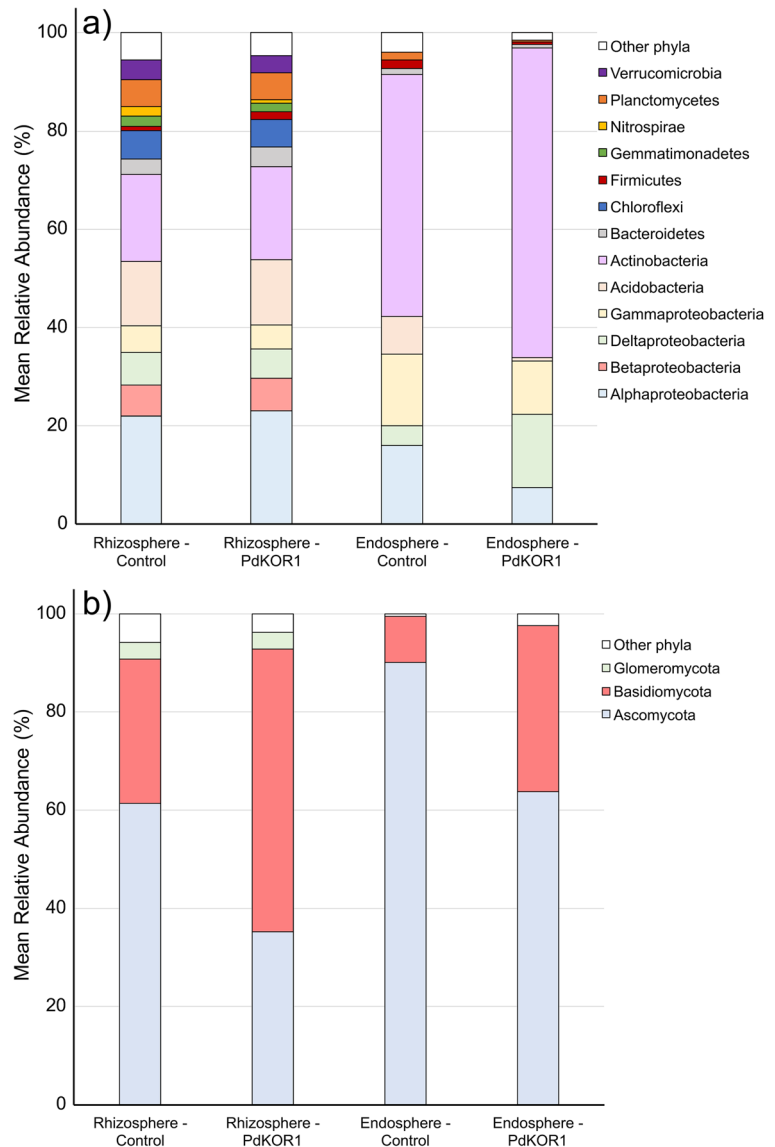 a)
Mean Relative Abundance (%)
100
80
60
40
20
0
Rhizosphere -
Control
Rhizosphere -
PdKOR1
Endosphere -
Control
Endosphere -
PdKOR1
Other phyla
Verrucomicrobia
Planctomycetes
Nitrospirae
Gemmatimonadetes
Firmicutes
Chloroflexi
Bacteroidetes
Actinobacteria
Acidobacteria
Gammaproteobacteria
Deltaproteobacteria
Betaproteobacteria
Alphaproteobacteria
b)
Mean Relative Abundance (%)
100
80
60
40
20
0
Rhizosphere -
Control
Rhizosphere -
PdKOR1
Endosphere -
Control
Endosphere -
PdKOR1
Other phyla
Glomeromycota
Basidiomycota
Ascomycota